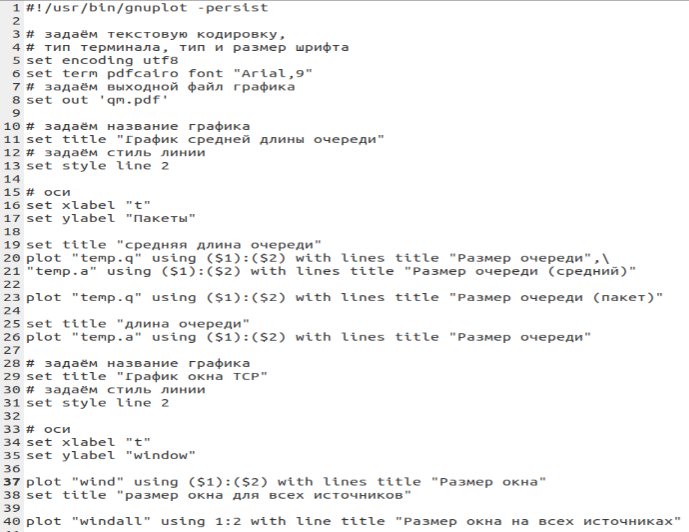 1 #!/usr/bin/gnuplot -persist
2
3 # задаём текстовую кодировку,
4 # тип терминала, тип и размер шрифта
5 set encoding utf8
6 set term pdfcairo font "Arial,9"
7 # задаём выходной файл графика
8 set out 'qm.pdf'
9
10 # задаём название графика
11 set title "График средней длины очереди"
12 # задаём стиль линии
13 set style line 2
14
15 # оси
16 set xlabel "t"
17 set ylabel "Пакеты"
18
19 set title "средняя длина очереди"
20 plot "temp.q" using ($1):($2) with lines title "Размер очереди",\
21 "temp.a" using ($1):($2) with lines title "Размер очереди (средний)"
22
23 plot "temp.q" using ($1):($2) with lines title "Размер очереди (пакет)"
24
25 set title "длина очереди"
26 plot "temp.a" using ($1):($2) with lines title "Размер очереди"
27
28 # задаём название графика
29 set title "График окна TCP"
30 # задаём стиль линии
31 set style line 2
32
33 # оси
34 set xlabel "t"
35 set ylabel "window"
36
37 plot "wind" using ($1):($2) with lines title "Размер окна"
38 set title "размер окна для всех источников"
39
40 plot "windall" using 1:2 with line title "Размер окна на всех источниках"